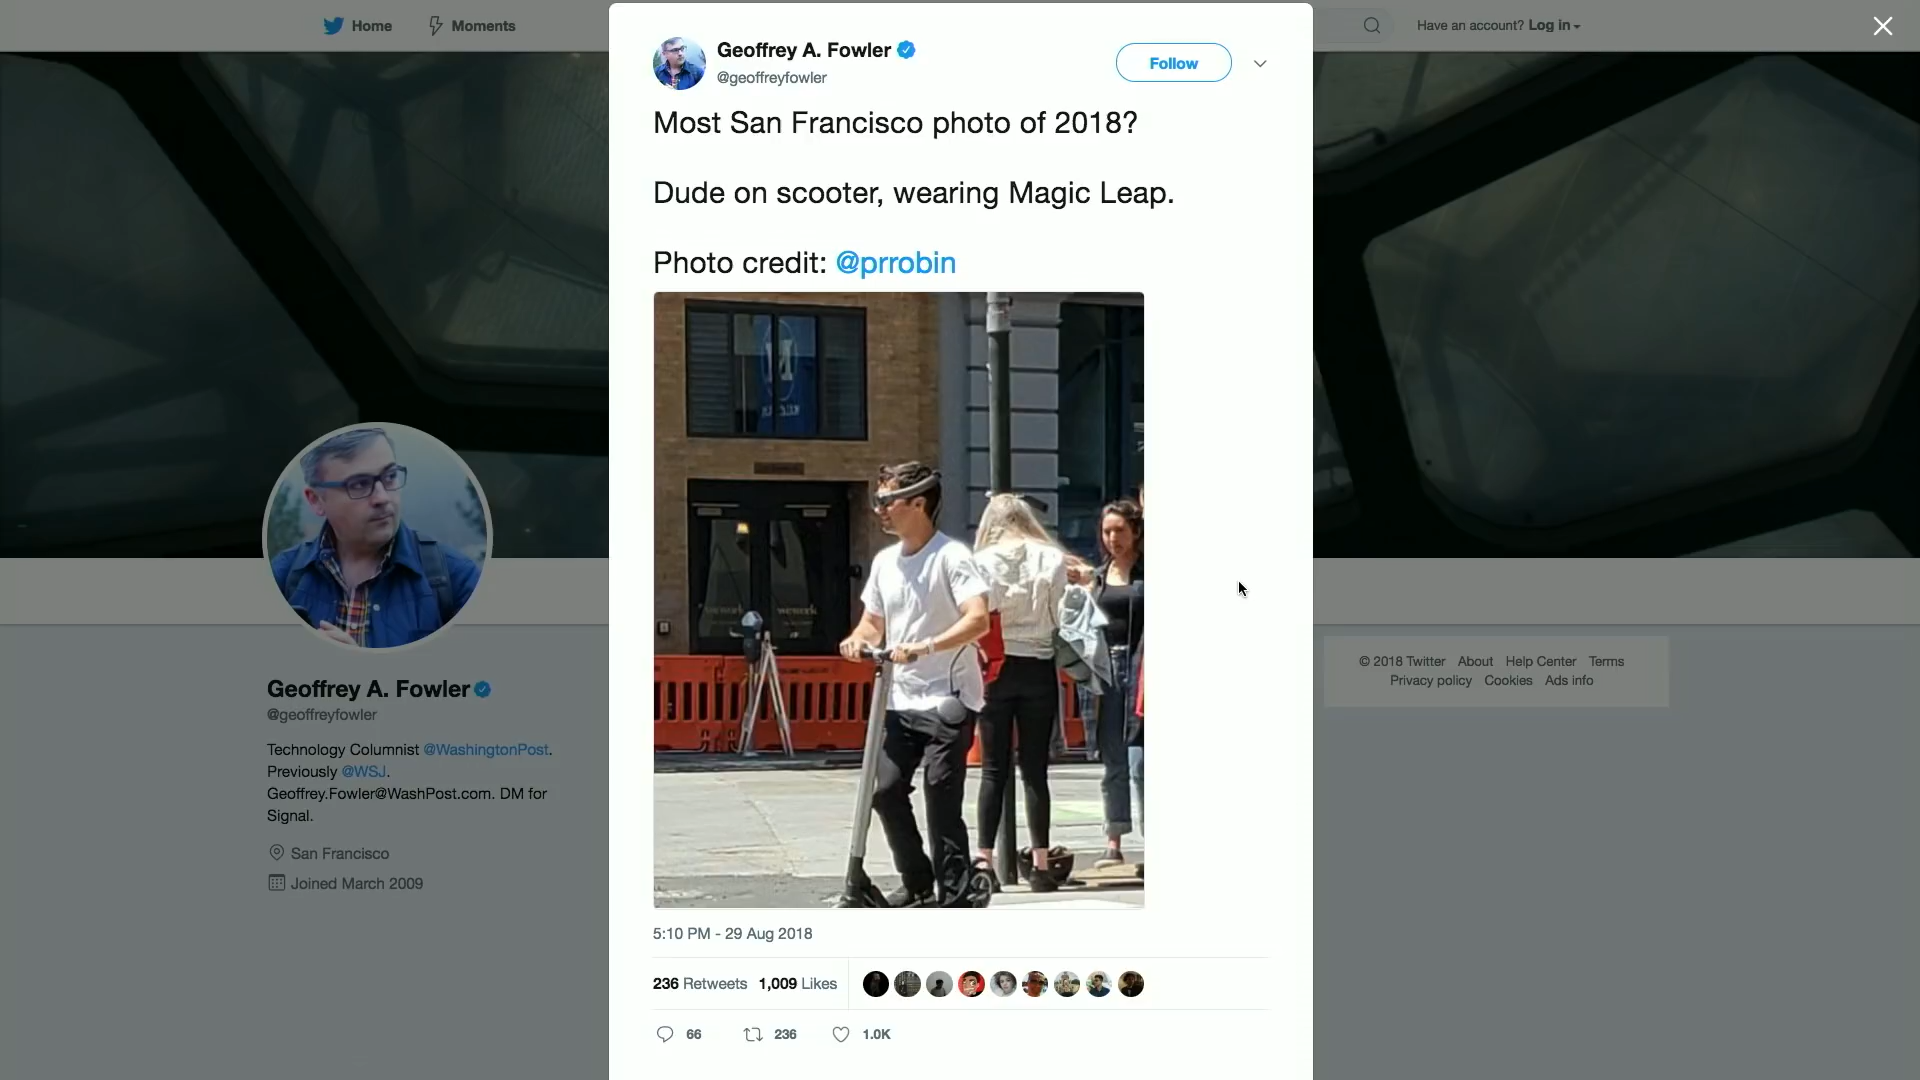 Home
Moments
Have an account? Log in
Geoffrey A. Fowler
@geoffreyfowler
Follow
Most San Francisco photo of 2018?
Dude on scooter, wearing Magic Leap.
Photo credit: @prrobin
wework
wework
5:10 PM - 29 Aug 2018
236 Retweets 1,009 Likes
66
236
1.0K
Geoffrey A. Fowler
@geoffreyfowler
Technology Columnist @WashingtonPost.
Previously @WSJ.
Geoffrey.Fowler@WashPost.com. DM for
Signal.
San Francisco
Joined March 2009
© 2018 Twitter About Help Center Terms
Privacy policy Cookies Ads info